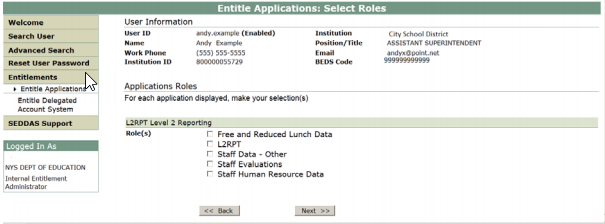 Entitle Applications: Select Roles
Welcome
Search User
Advanced Search
Reset User Password
Entitlements
Entitle Applications
Entitle Delegated
Account System
SEDDAS Support
Logged In As
NYS DEPT OF EDUCATION
Internal Entitlement
Administrator
User Information
User ID andy.example (Enabled) Institution City School District
Name Andy Example Position/Title ASSISTANT SUPERINTENDENT
Work Phone (555) 555-5555 Email andyx@point.net
Institution ID 800000055729 BEDS Code 999999999999
Applications Roles
For each application displayed, make your selection(s)
L2RPT Level 2 Reporting
Role(s) Free and Reduced Lunch Data
L2RPT
Staff Data - Other
Staff Evaluations
Staff Human Resource Data
<< Back Next >>